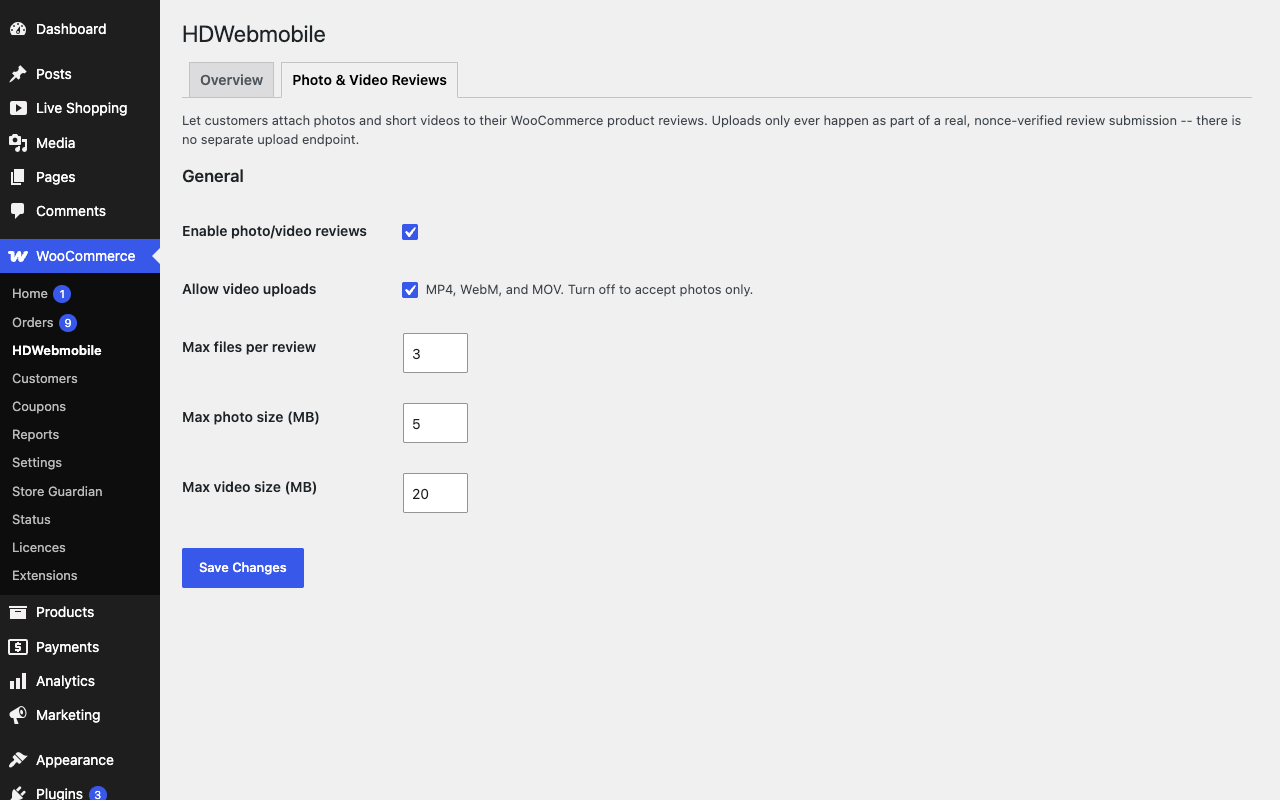 Dashboard
Posts
Live Shopping
Media
Pages
Comments
WooCommerce
Home 1
Orders 9
HDWebmobile
Customers
Coupons
Reports
Settings
Store Guardian
Status
Licences
Extensions
Products
Payments
Analytics
Marketing
Appearance
Plugins 3
HDWebmobile
Overview
Photo & Video Reviews
Let customers attach photos and short videos to their WooCommerce product reviews. Uploads only ever happen as part of a real, nonce-verified review submission -- there is
no separate upload endpoint.
General
Enable photo/video reviews
Allow video uploads
MP4, WebM, and MOV. Turn off to accept photos only.
Max files per review
3
Max photo size (MB)
5
Max video size (MB)
20
Save Changes